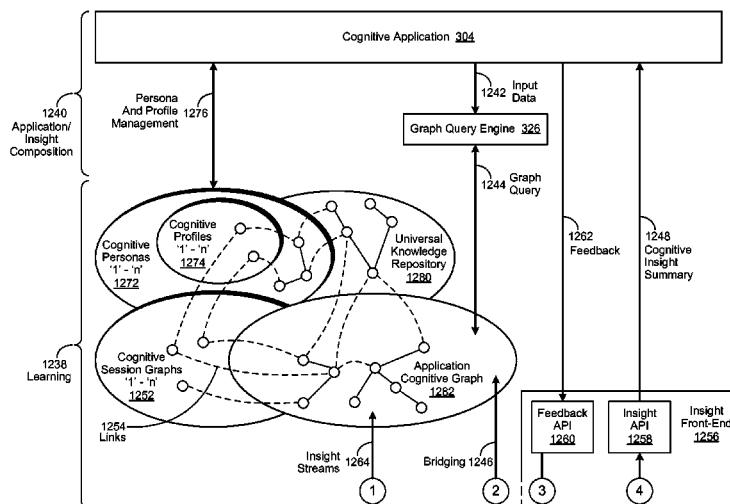 Cognitive Application 304
1240
Application/
Insight
Composition
Persona
And Profile
Management
1276
1242
Input
Data
Graph Query Engine 326
1244
Graph
Query
1262
Feedback
1248
Cognitive
Insight
Summary
Cognitive
Profiles
'1' - 'n'
1274
Cognitive
Personas
'1' - 'n'
1272
Universal
Knowledge
Repository
1280
1238
Learning
Cognitive
Session Graphs
'1' - 'n'
1252
Application
Cognitive Graph
1282
1254
Links
Insight
Streams
1264
Bridging 1246
Feedback
API
1260
Insight
API
1258
Insight
Front-End
1256
1
2
3
4